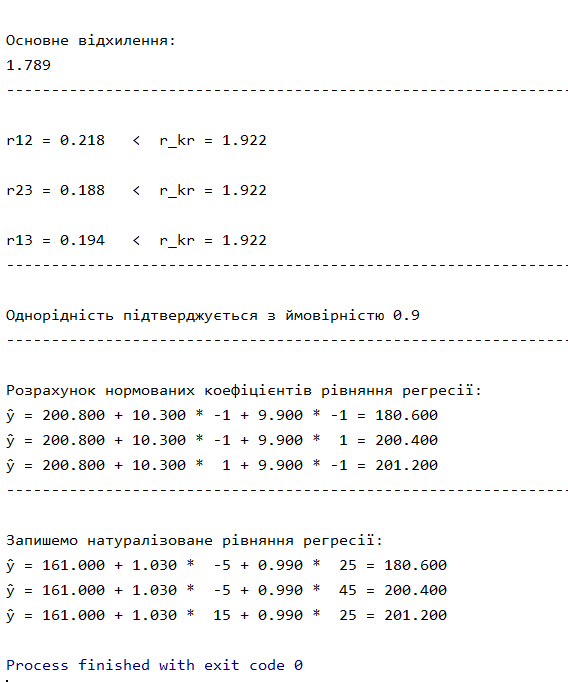 Основне відхилення:
1.789
---------------------------------------------------------------
r12 = 0.218   <  r_kr = 1.922
r23 = 0.188   <  r_kr = 1.922
r13 = 0.194   <  r_kr = 1.922
---------------------------------------------------------------
Однорідність підтверджується з ймовірністю 0.9
---------------------------------------------------------------
Розрахунок нормованих коефіцієнтів рівняння регресії:
ŷ = 200.800 + 10.300 * -1 + 9.900 * -1 = 180.600
ŷ = 200.800 + 10.300 * -1 + 9.900 *  1 = 200.400
ŷ = 200.800 + 10.300 *  1 + 9.900 * -1 = 201.200
---------------------------------------------------------------
Запишемо натуралізоване рівняння регресії:
ŷ = 161.000 + 1.030 *  -5 + 0.990 *  25 = 180.600
ŷ = 161.000 + 1.030 *  -5 + 0.990 *  45 = 200.400
ŷ = 161.000 + 1.030 *  15 + 0.990 *  25 = 201.200
Process finished with exit code 0